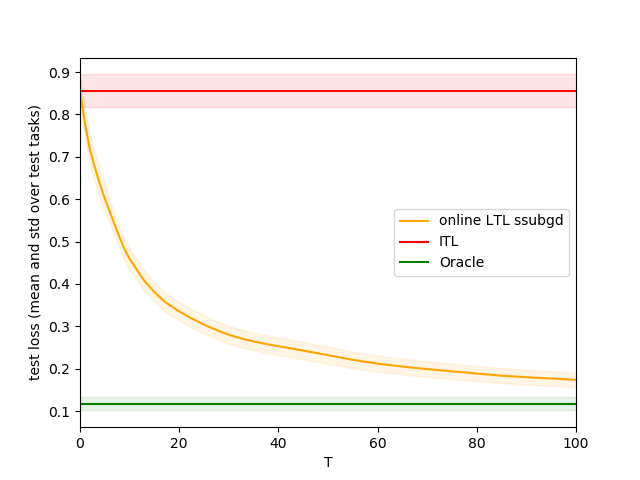 test loss (mean and std over test tasks)
0.9
0.8
0.7
0.6
0.5
0.4
0.3
0.2
0.1
online LTL ssubgd
ITL
Oracle
0 20 40 60 80 100
T